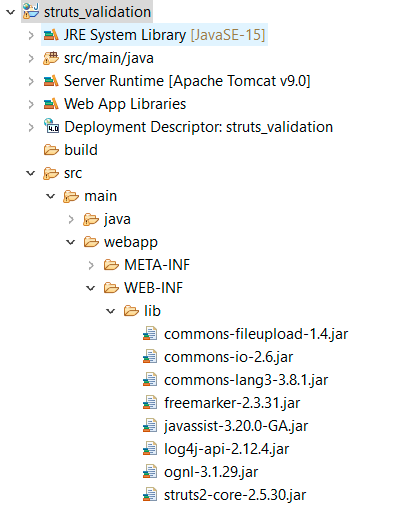 struts_validation
JRE System Library [JavaSE-15]
src/main/java
Server Runtime [Apache Tomcat v9.0]
Web App Libraries
Deployment Descriptor: struts_validation
build
src
main
java
webapp
META-INF
WEB-INF
lib
commons-fileupload-1.4.jar
commons-io-2.6.jar
commons-lang3-3.8.1.jar
freemarker-2.3.31.jar
javassist-3.20.0-GA.jar
log4j-api-2.12.4.jar
ognl-3.1.29.jar
struts2-core-2.5.30.jar